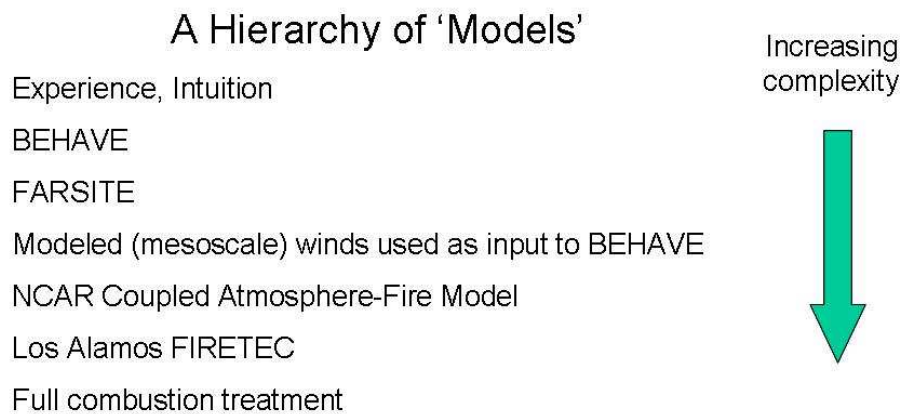 A Hierarchy of ‘Models’
Increasing
complexity
Experience, Intuition
BEHAVE
FARSITE
Modeled (mesoscale) winds used as input to BEHAVE
NCAR Coupled Atmosphere-Fire Model
Los Alamos FIRETEC
Full combustion treatment